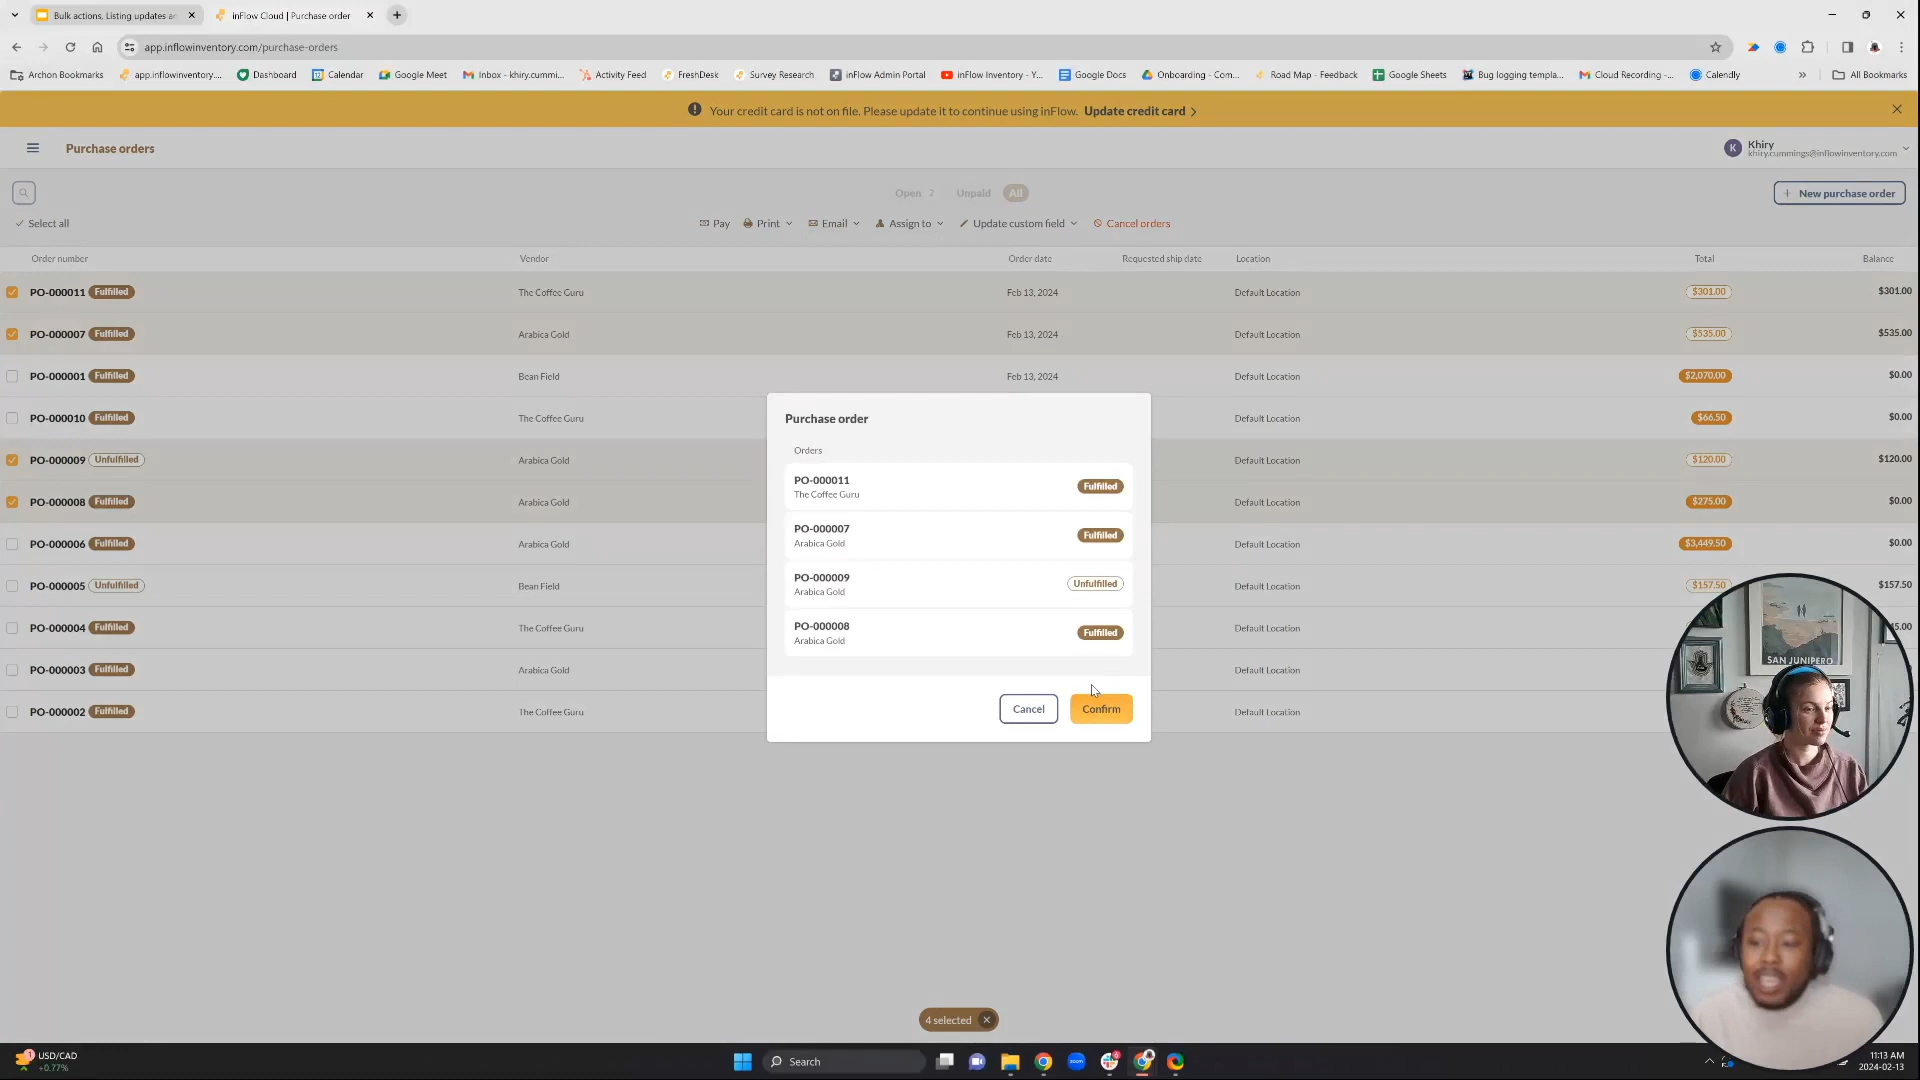 Bulk actions, Listing updates a
inFlow Cloud | Purchase order
app.inflowinventory.com/purchase-orders
Archon Bookmarks
app.inflowinventory....
Dashboard
Calendar
Google Meet
Inbox - khiry.cummi...
Activity Feed
FreshDesk
Survey Research
inFlow Admin Portal
inFlow Inventory - Y...
Google Docs
Onboarding - Com...
Road Map - Feedback
Google Sheets
Bug logging templa...
Cloud Recording -...
Calendly
All Bookmarks
Your credit card is not on file. Please update it to continue using inFlow. Update credit card
Purchase orders
K Khiry
khiry.cummings@inflowinventory.com
Open 2 Unpaid All
+ New purchase order
Select all
Pay Print Email Assign to Update custom field Cancel orders
Order number Vendor Order date Requested ship date Location Total Balance
PO-000011 Fulfilled The Coffee Guru Feb 13, 2024 Default Location $301.00 $301.00
PO-000007 Fulfilled Arabica Gold Feb 13, 2024 Default Location $535.00 $535.00
PO-000001 Fulfilled Bean Field Feb 13, 2024 Default Location $2,070.00 $0.00
PO-000010 Fulfilled The Coffee Guru Default Location $66.50 $0.00
PO-000009 Unfulfilled Arabica Gold Default Location $120.00 $120.00
PO-000008 Fulfilled Arabica Gold Default Location $275.00 $0.00
PO-000006 Fulfilled Arabica Gold Default Location $3,449.50 $0.00
PO-000005 Unfulfilled Bean Field Default Location $157.50 $157.50
PO-000004 Fulfilled The Coffee Guru Default Location
PO-000003 Fulfilled Arabica Gold Default Location
PO-000002 Fulfilled The Coffee Guru Default Location
Purchase order
Orders
PO-000011
The Coffee Guru
Fulfilled
PO-000007
Arabica Gold
Fulfilled
PO-000009
Arabica Gold
Unfulfilled
PO-000008
Arabica Gold
Fulfilled
Cancel Confirm
SAN JUNIPERO
4 selected
USD/CAD
+0.77%
Search
zoom
11:13 AM
2024-02-13